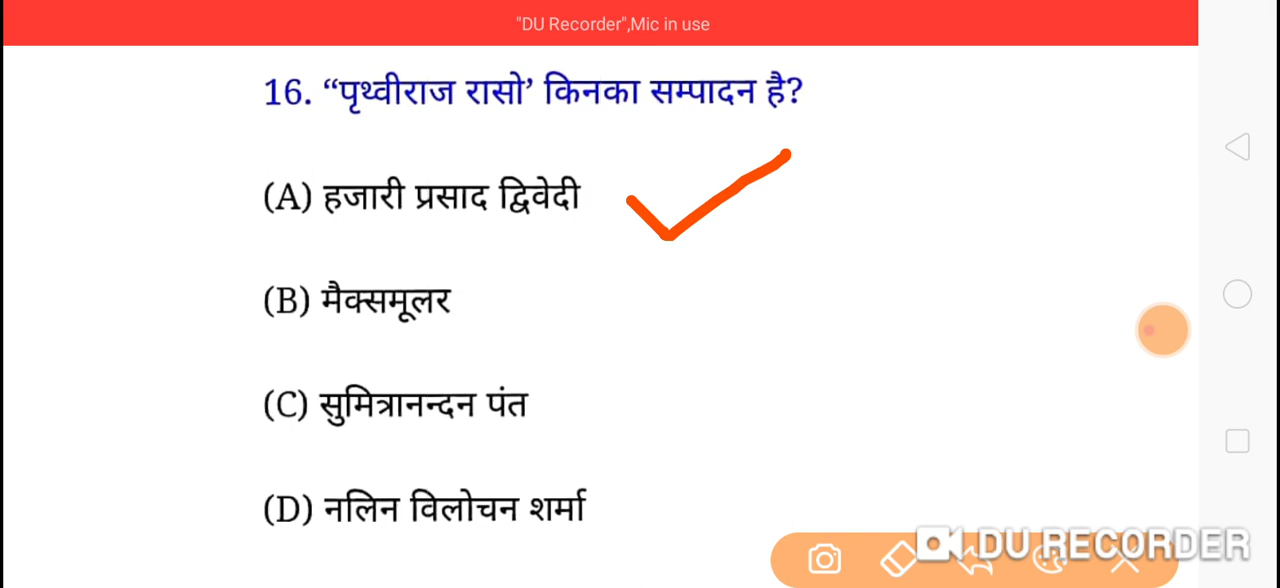 "DU Recorder",Mic in use
16. “पृथ्वीराज रासो’ किनका सम्पादन है?
(A) हजारी प्रसाद द्विवेदी
(B) मैक्समूलर
(C) सुमित्रानन्दन पंत
(D) नलिन विलोचन शर्मा
DU RECORDER